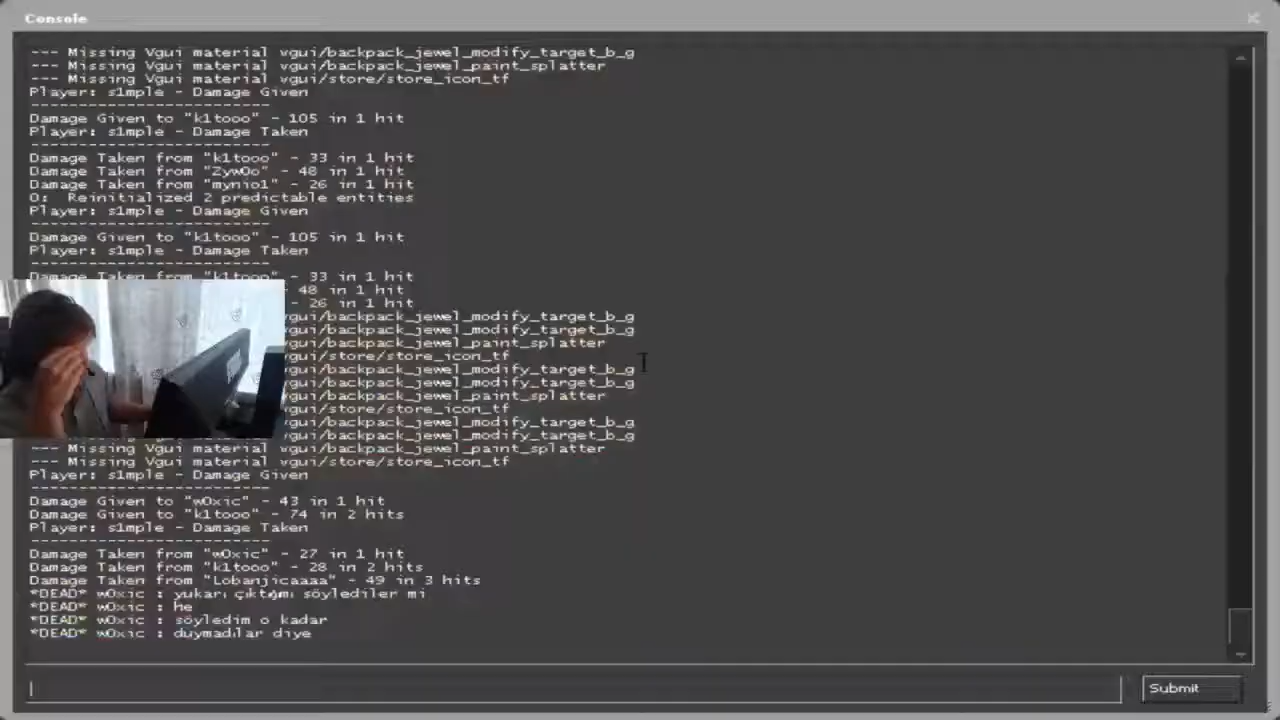 Console
--- Missing Vgui material vgui/backpack_jewel_modify_target_b_g
--- Missing Vgui material vgui/backpack_jewel_paint_splatter
--- Missing Vgui material vgui/store/store_icon_tf
Player: s1mple - Damage Given
-------------------------
Damage Given to "k1tooo" - 105 in 1 hit
Player: s1mple - Damage Taken
-------------------------
Damage Taken from "k1tooo" - 33 in 1 hit
Damage Taken from "ZywOo" - 48 in 1 hit
Damage Taken from "mynio1" - 26 in 1 hit
0:  Reinitialized 2 predictable entities
Player: s1mple - Damage Given
-------------------------
Damage Given to "k1tooo" - 105 in 1 hit
Player: s1mple - Damage Taken
-------------------------
Damage Taken from "k1tooo" - 33 in 1 hit
- 48 in 1 hit
- 26 in 1 hit
vgui/backpack_jewel_modify_target_b_g
vgui/backpack_jewel_modify_target_b_g
vgui/backpack_jewel_paint_splatter
vgui/store/store_icon_tf
vgui/backpack_jewel_modify_target_b_g
vgui/backpack_jewel_modify_target_b_g
vgui/backpack_jewel_paint_splatter
vgui/store/store_icon_tf
vgui/backpack_jewel_modify_target_b_g
vgui/backpack_jewel_modify_target_b_g
--- Missing Vgui material vgui/backpack_jewel_paint_splatter
--- Missing Vgui material vgui/store/store_icon_tf
Player: s1mple - Damage Given
-------------------------
Damage Given to "w0xic" - 43 in 1 hit
Damage Given to "k1tooo" - 74 in 2 hits
Player: s1mple - Damage Taken
-------------------------
Damage Taken from "w0xic" - 27 in 1 hit
Damage Taken from "k1tooo" - 28 in 2 hits
Damage Taken from "Lobanjicaaaa" - 49 in 3 hits
*DEAD* w0xic : yukarı çıktığımı söylediler mi
*DEAD* w0xic : he
*DEAD* w0xic : söyledim o kadar
*DEAD* w0xic : duymadılar diye
Submit